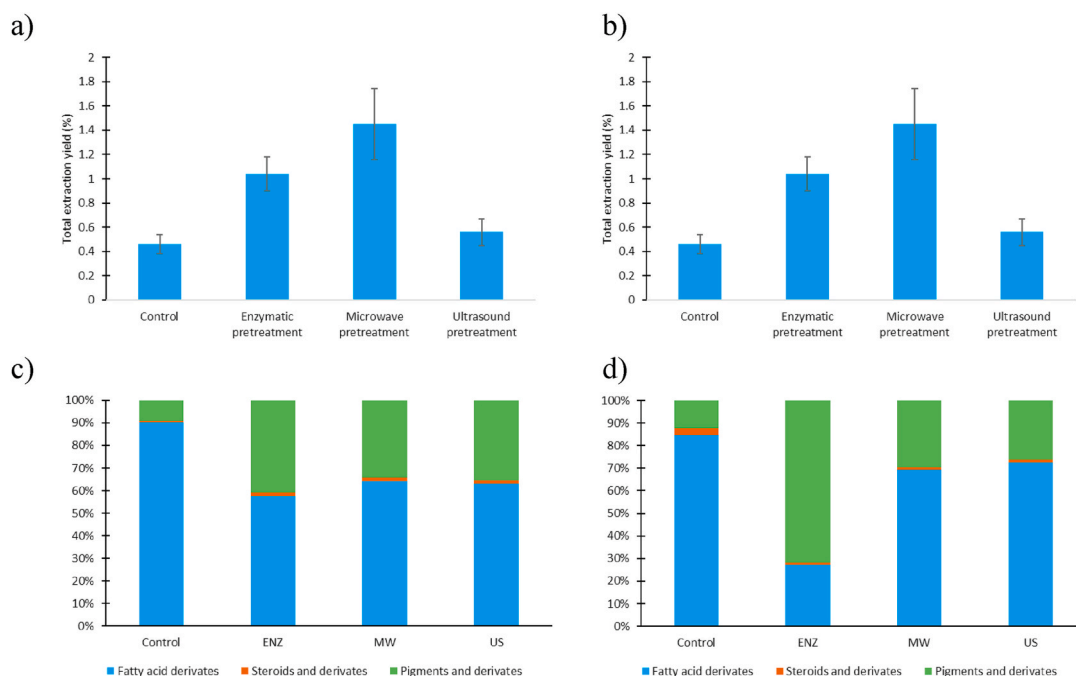 a)
Total extraction yield (%)
2
1.8
1.6
1.4
1.2
1
0.8
0.6
0.4
0.2
0
Control
Enzymatic
pretreatment
Microwave
pretreatment
Ultrasound
pretreatment
b)
Total extraction yield (%)
2
1.8
1.6
1.4
1.2
1
0.8
0.6
0.4
0.2
0
Control
Enzymatic
pretreatment
Microwave
pretreatment
Ultrasound
pretreatment
c)
100%
90%
80%
70%
60%
50%
40%
30%
20%
10%
0%
Control
ENZ
MW
US
Fatty acid derivates
Steroids and derivates
Pigments and derivates
d)
100%
90%
80%
70%
60%
50%
40%
30%
20%
10%
0%
Control
ENZ
MW
US
Fatty acid derivates
Steroids and derivates
Pigments and derivates